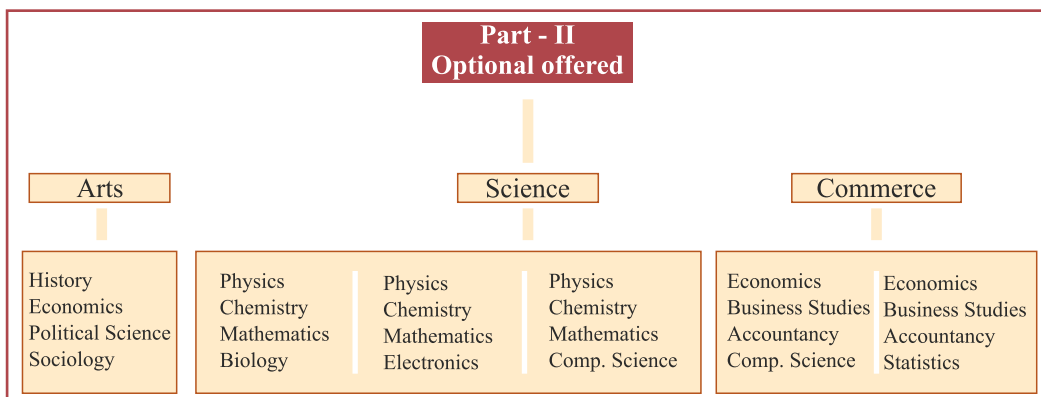 Part - II
Optional offered
Arts
Science
Commerce
History
Economics
Political Science
Sociology
Physics
Chemistry
Mathematics
Biology
Physics
Chemistry
Mathematics
Electronics
Physics
Chemistry
Mathematics
Comp. Science
Economics
Business Studies
Accountancy
Comp. Science
Economics
Business Studies
Accountancy
Statistics